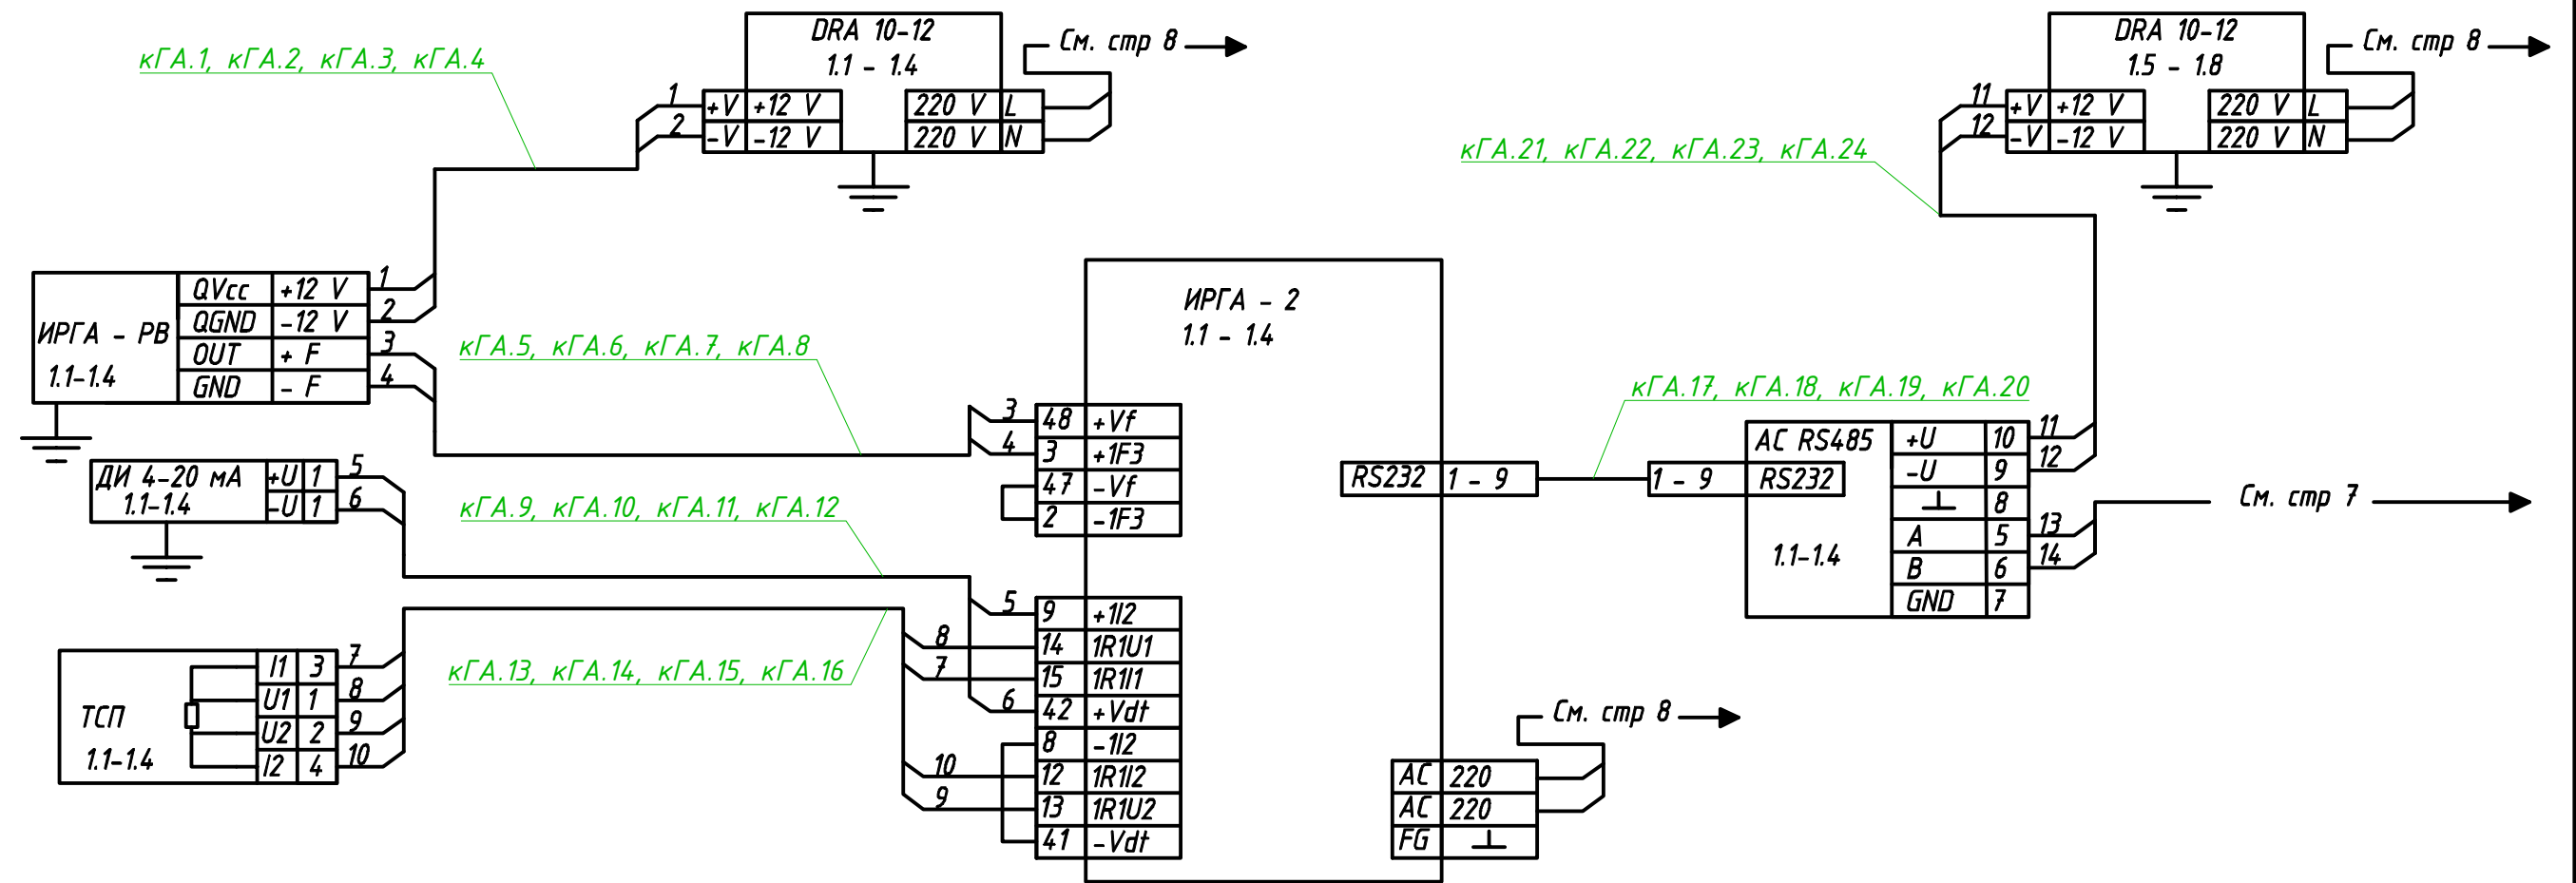 кГА.1, кГА.2, кГА.3, кГА.4
DRA 10-12
1.1 - 1.4
1 +V +12 V 220 V L
2 -V -12 V 220 V N
См. стр 8
DRA 10-12
1.5 - 1.8
11 +V +12 V 220 V L
12 -V -12 V 220 V N
См. стр 8
кГА.21, кГА.22, кГА.23, кГА.24
ИРГА - РВ
1.1-1.4
QVcc +12 V 1
QGND -12 V 2
OUT + F 3
GND - F 4
кГА.5, кГА.6, кГА.7, кГА.8
ИРГА - 2
1.1 - 1.4
3 48 +Vf
4 3 +1F3
47 -Vf
2 -1F3
ДИ 4-20 мА
1.1-1.4
+U 1 5
-U 1 6
кГА.9, кГА.10, кГА.11, кГА.12
RS232 1 - 9
кГА.17, кГА.18, кГА.19, кГА.20
1 - 9 RS232
AC RS485
1.1-1.4
+U 10 11
-U 9 12
⊥ 8
A 5 13
B 6 14
GND 7
См. стр 7
5 9 +1I2
8 14 1R1U1
7 15 1R1I1
6 42 +Vdt
8 -1I2
10 12 1R1I2
9 13 1R1U2
41 -Vdt
кГА.13, кГА.14, кГА.15, кГА.16
ТСП
1.1-1.4
I1 3 7
U1 1 8
U2 2 9
I2 4 10
См. стр 8
AC 220
AC 220
FG ⊥